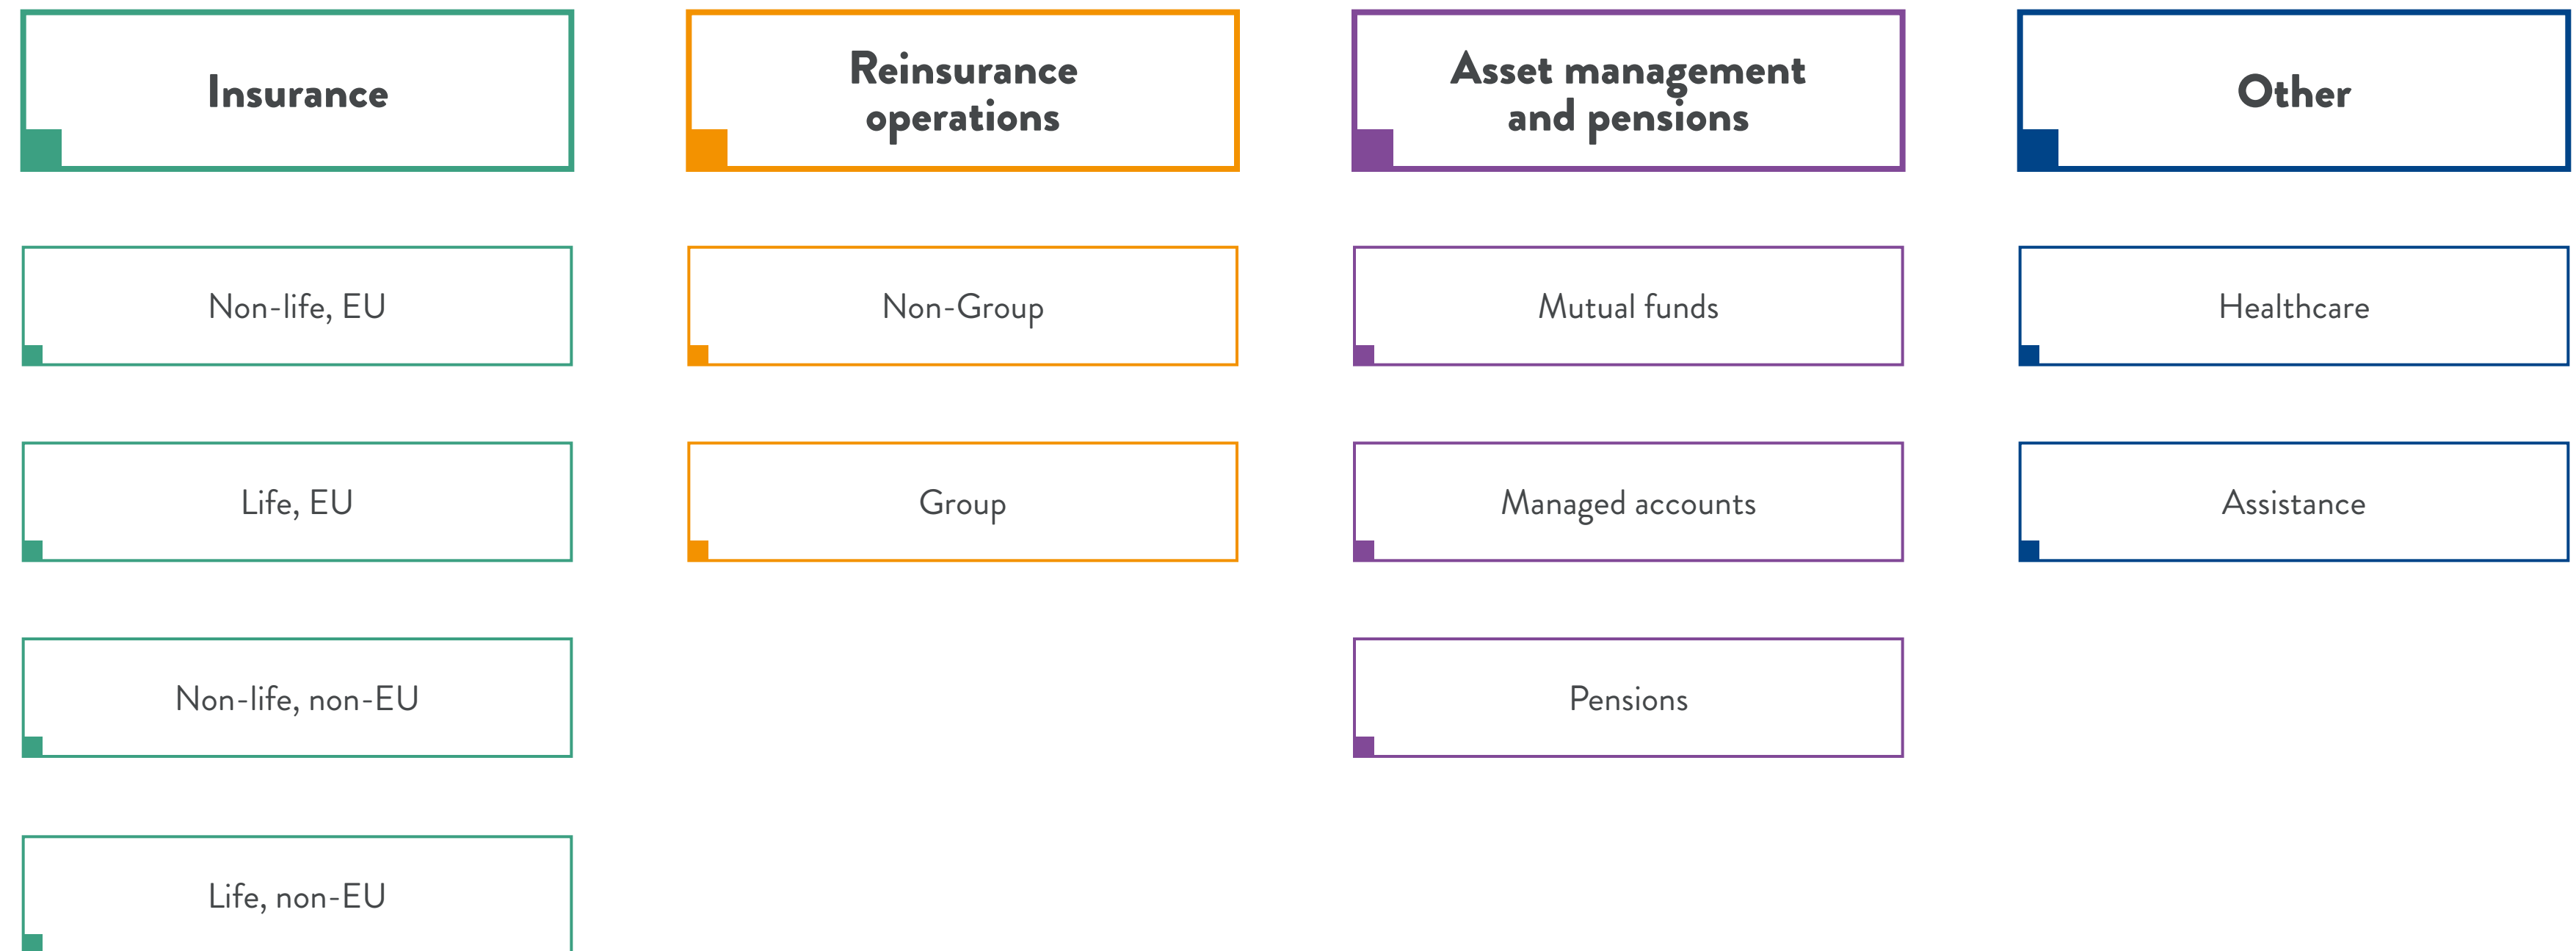 Insurance
Reinsurance
operations
Asset management
and pensions
Other
Non-life, EU
Non-Group
Mutual funds
Healthcare
Life, EU
Group
Managed accounts
Assistance
Non-life, non-EU
Pensions
Life, non-EU